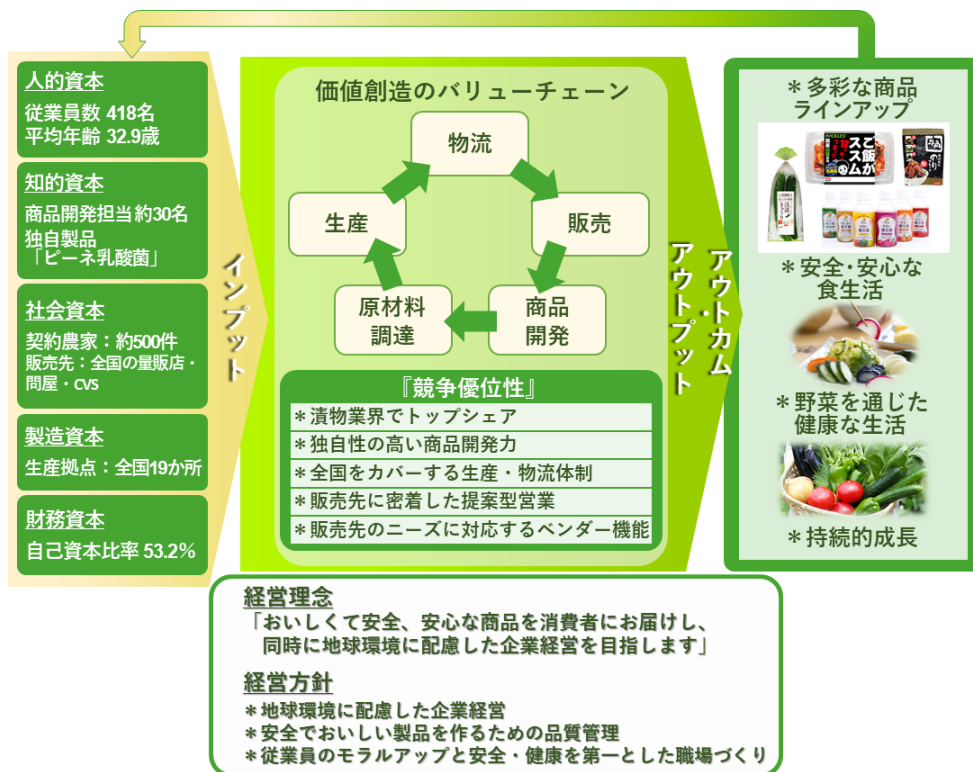 人的資本
従業員数 418名
平均年齢 32.9歳
知的資本
商品開発担当 約30名
独自製品
「ピーネ乳酸菌」
社会資本
契約農家：約500件
販売先：全国の量販店・
問屋・CVS
製造資本
生産拠点：全国19か所
財務資本
自己資本比率 53.2%
インプット
価値創造のバリューチェーン
物流
生産
販売
原材料
調達
商品
開発
『競争優位性』
＊漬物業界でトップシェア
＊独自性の高い商品開発力
＊全国をカバーする生産・物流体制
＊販売先に密着した提案型営業
＊販売先のニーズに対応するベンダー機能
アウトプット・
アウトカム
＊多彩な商品
ラインアップ
ご飯が
ススム
＊安全・安心な
食生活
＊野菜を通じた
健康な生活
＊持続的成長
経営理念
「おいしくて安全、安心な商品を消費者にお届けし、
同時に地球環境に配慮した企業経営を目指します」
経営方針
＊地球環境に配慮した企業経営
＊安全でおいしい製品を作るための品質管理
＊従業員のモラルアップと安全・健康を第一とした職場づくり